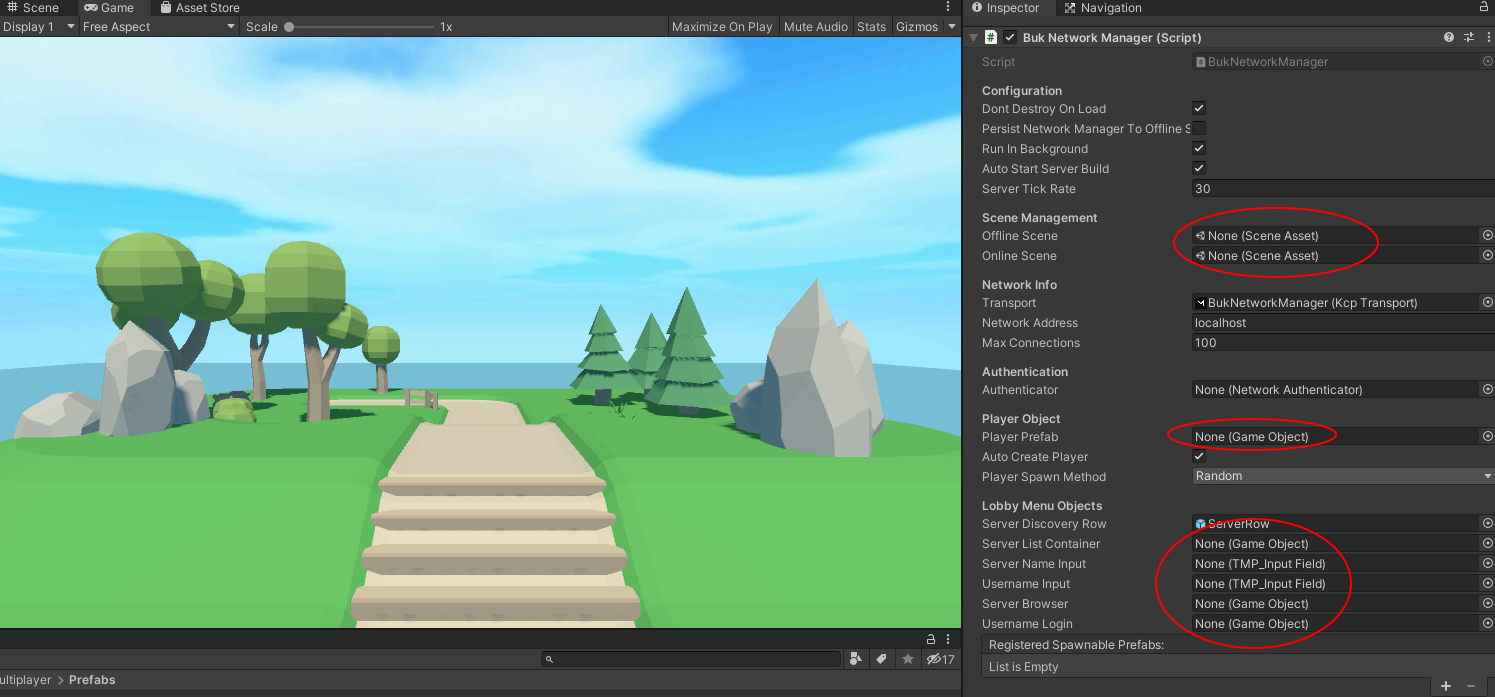 Scene Game Asset Store
Display 1 Free Aspect Scale 1x Maximize On Play Mute Audio Stats Gizmos
17
ultiplayer > Prefabs
Inspector Navigation
# Buk Network Manager (Script)
Script # BukNetworkManager
Configuration
Dont Destroy On Load
Persist Network Manager To Offline S
Run In Background
Auto Start Server Build
Server Tick Rate 30
Scene Management
Offline Scene None (Scene Asset)
Online Scene None (Scene Asset)
Network Info
Transport BukNetworkManager (Kcp Transport)
Network Address localhost
Max Connections 100
Authentication
Authenticator None (Network Authenticator)
Player Object
Player Prefab None (Game Object)
Auto Create Player
Player Spawn Method Random
Lobby Menu Objects
Server Discovery Row ServerRow
Server List Container None (Game Object)
Server Name Input None (TMP_Input Field)
Username Input None (TMP_Input Field)
Server Browser None (Game Object)
Username Login None (Game Object)
Registered Spawnable Prefabs:
List is Empty
+ −